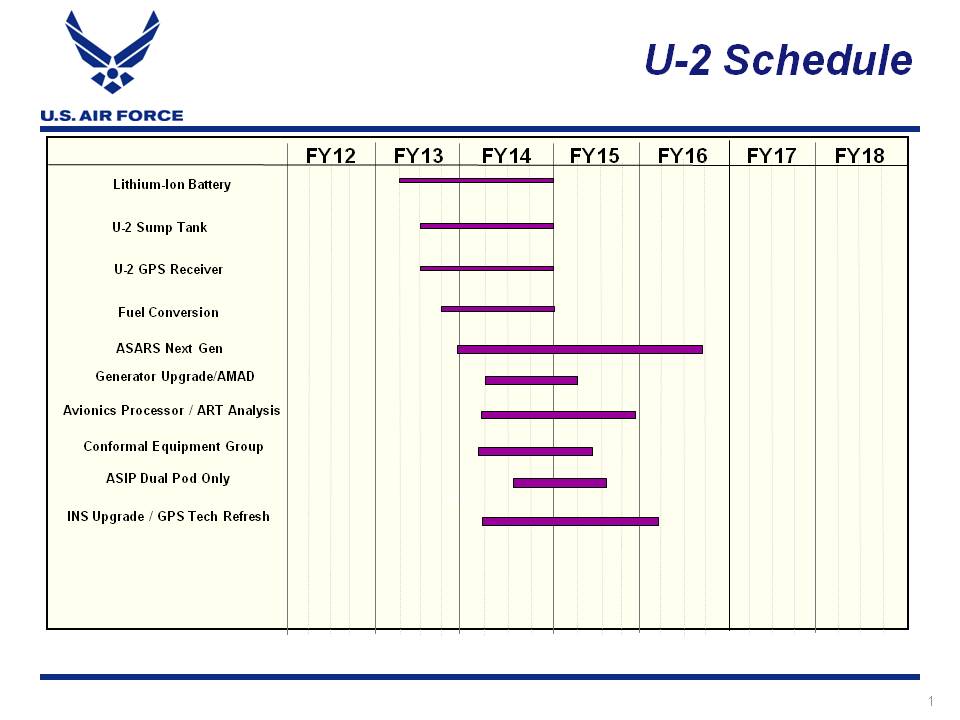 U-2 Schedule
U.S. AIR FORCE
FY12 FY13 FY14 FY15 FY16 FY17 FY18
Lithium-Ion Battery
U-2 Sump Tank
U-2 GPS Receiver
Fuel Conversion
ASARS Next Gen
Generator Upgrade/AMAD
Avionics Processor / ART Analysis
Conformal Equipment Group
ASIP Dual Pod Only
INS Upgrade / GPS Tech Refresh
1